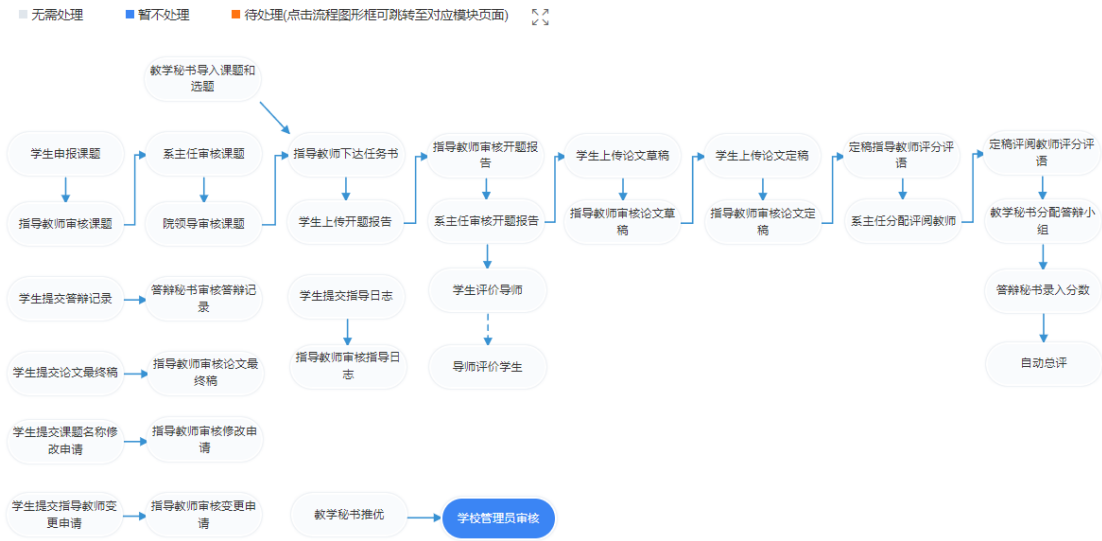 无需处理
暂不处理
待处理(点击流程图形框可跳转至对应模块页面)
教学秘书导入课题和
选题
学生申报课题
系主任审核课题
指导教师下达任务书
指导教师审核开题报
告
学生上传论文草稿
学生上传论文定稿
定稿指导教师评分评
语
定稿评阅教师评分评
语
指导教师审核课题
院领导审核课题
学生上传开题报告
系主任审核开题报告
指导教师审核论文草
稿
指导教师审核论文定
稿
系主任分配评阅教师
教学秘书分配答辩小
组
学生提交答辩记录
答辩秘书审核答辩记
录
学生提交指导日志
学生评价导师
答辩秘书录入分数
学生提交论文最终稿
指导教师审核论文最
终稿
指导教师审核指导日
志
导师评价学生
自动总评
学生提交课题名称修
改申请
指导教师审核修改申
请
学生提交指导教师变
更申请
指导教师审核变更申
请
教学秘书推优
学校管理员审核